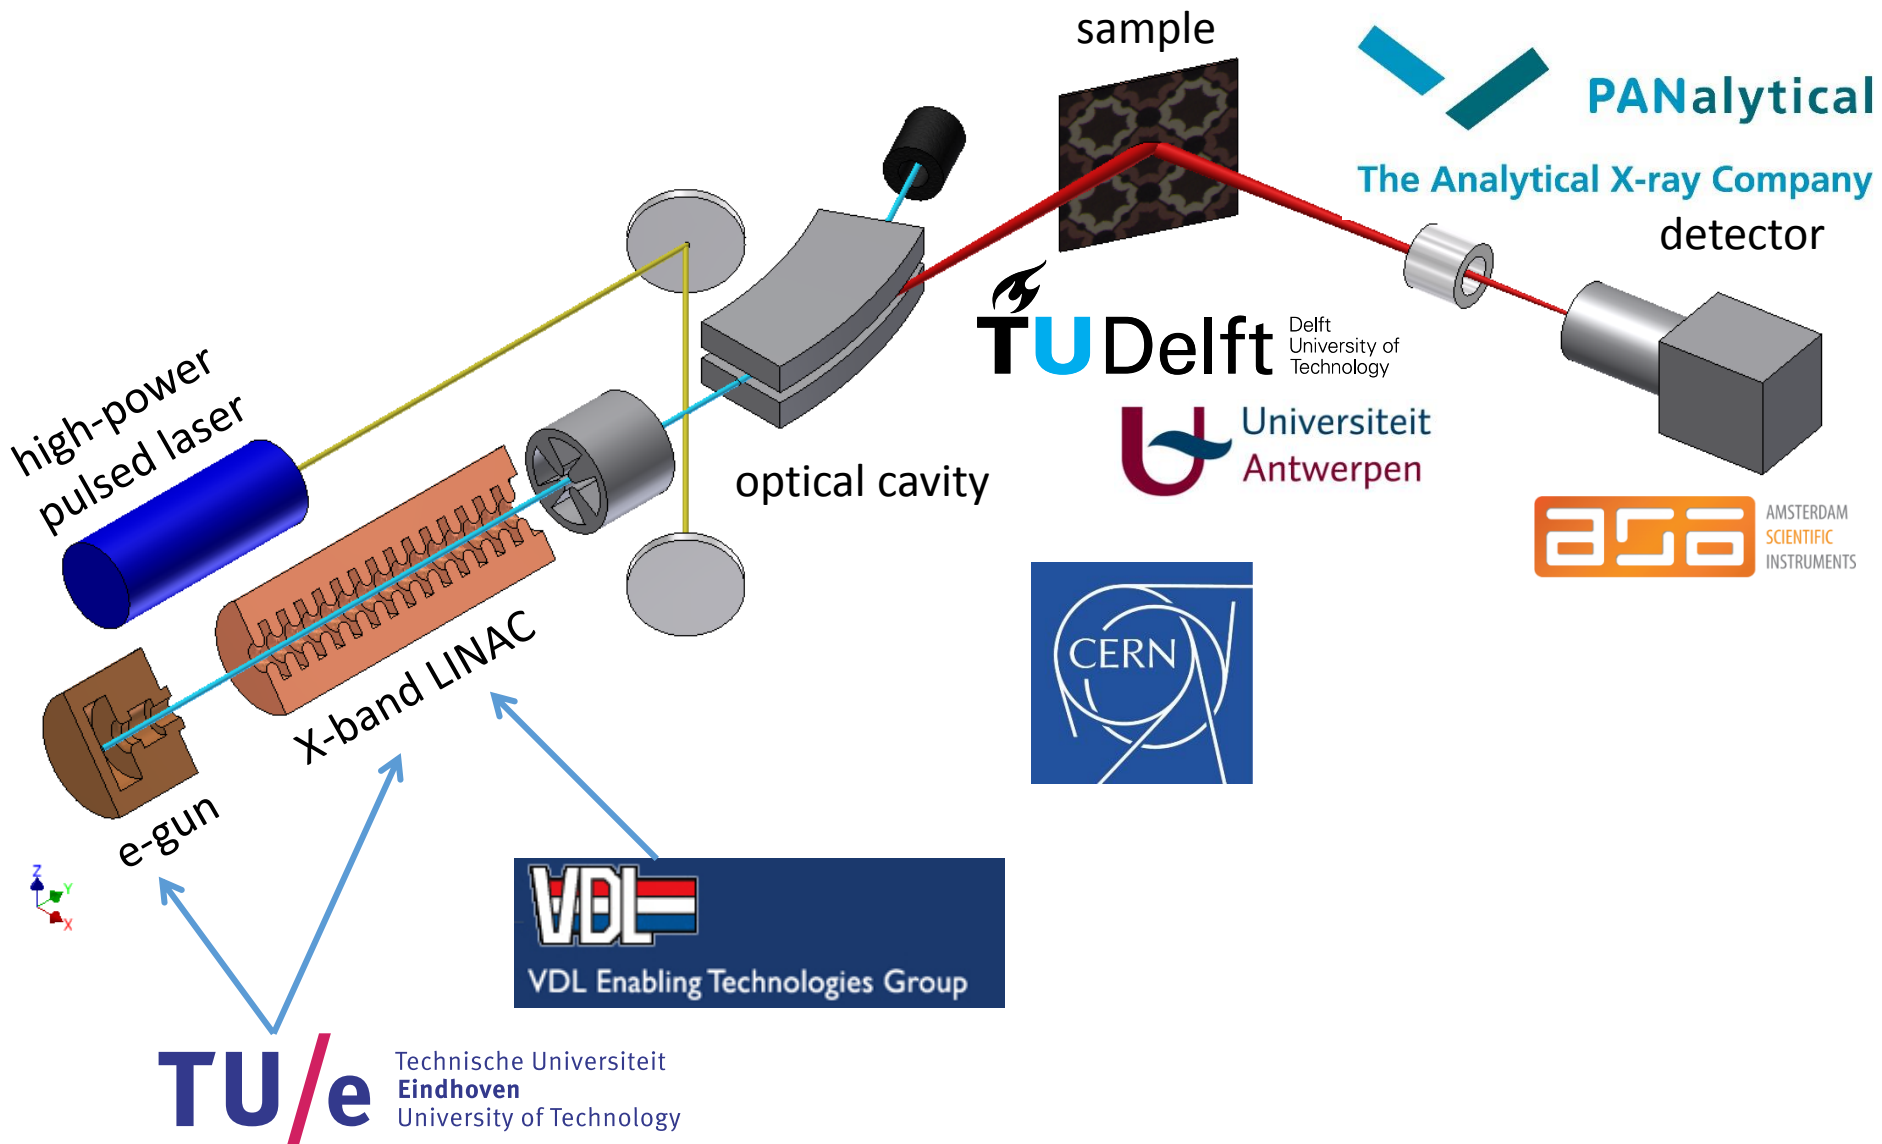 sample
PANalytical
The Analytical X-ray Company
detector
TUDelft
Delft
University of
Technology
high-power
pulsed laser
optical cavity
Universiteit
Antwerpen
asi
AMSTERDAM
SCIENTIFIC
INSTRUMENTS
CERN
X-band LINAC
e-gun
Z
Y
X
VDL
VDL Enabling Technologies Group
TU/e
Technische Universiteit
Eindhoven
University of Technology